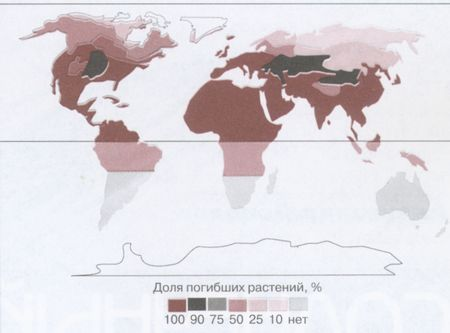 Доля погибших растений, %
100 90 75 50 25 10 нет